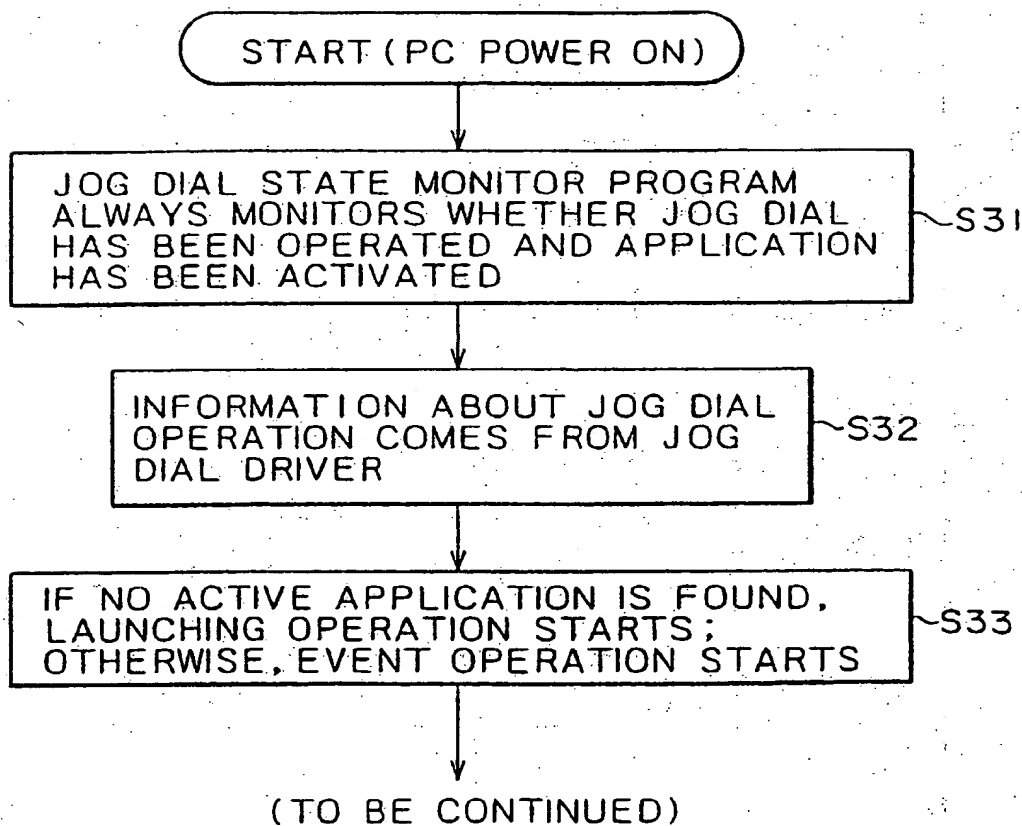 START (PC POWER ON)
JOG DIAL STATE MONITOR PROGRAM
ALWAYS MONITORS WHETHER JOG DIAL
HAS BEEN OPERATED AND APPLICATION
HAS BEEN ACTIVATED
S31
INFORMATION ABOUT JOG DIAL
OPERATION COMES FROM JOG
DIAL DRIVER
S32
IF NO ACTIVE APPLICATION IS FOUND,
LAUNCHING OPERATION STARTS;
OTHERWISE, EVENT OPERATION STARTS
S33
(TO BE CONTINUED)